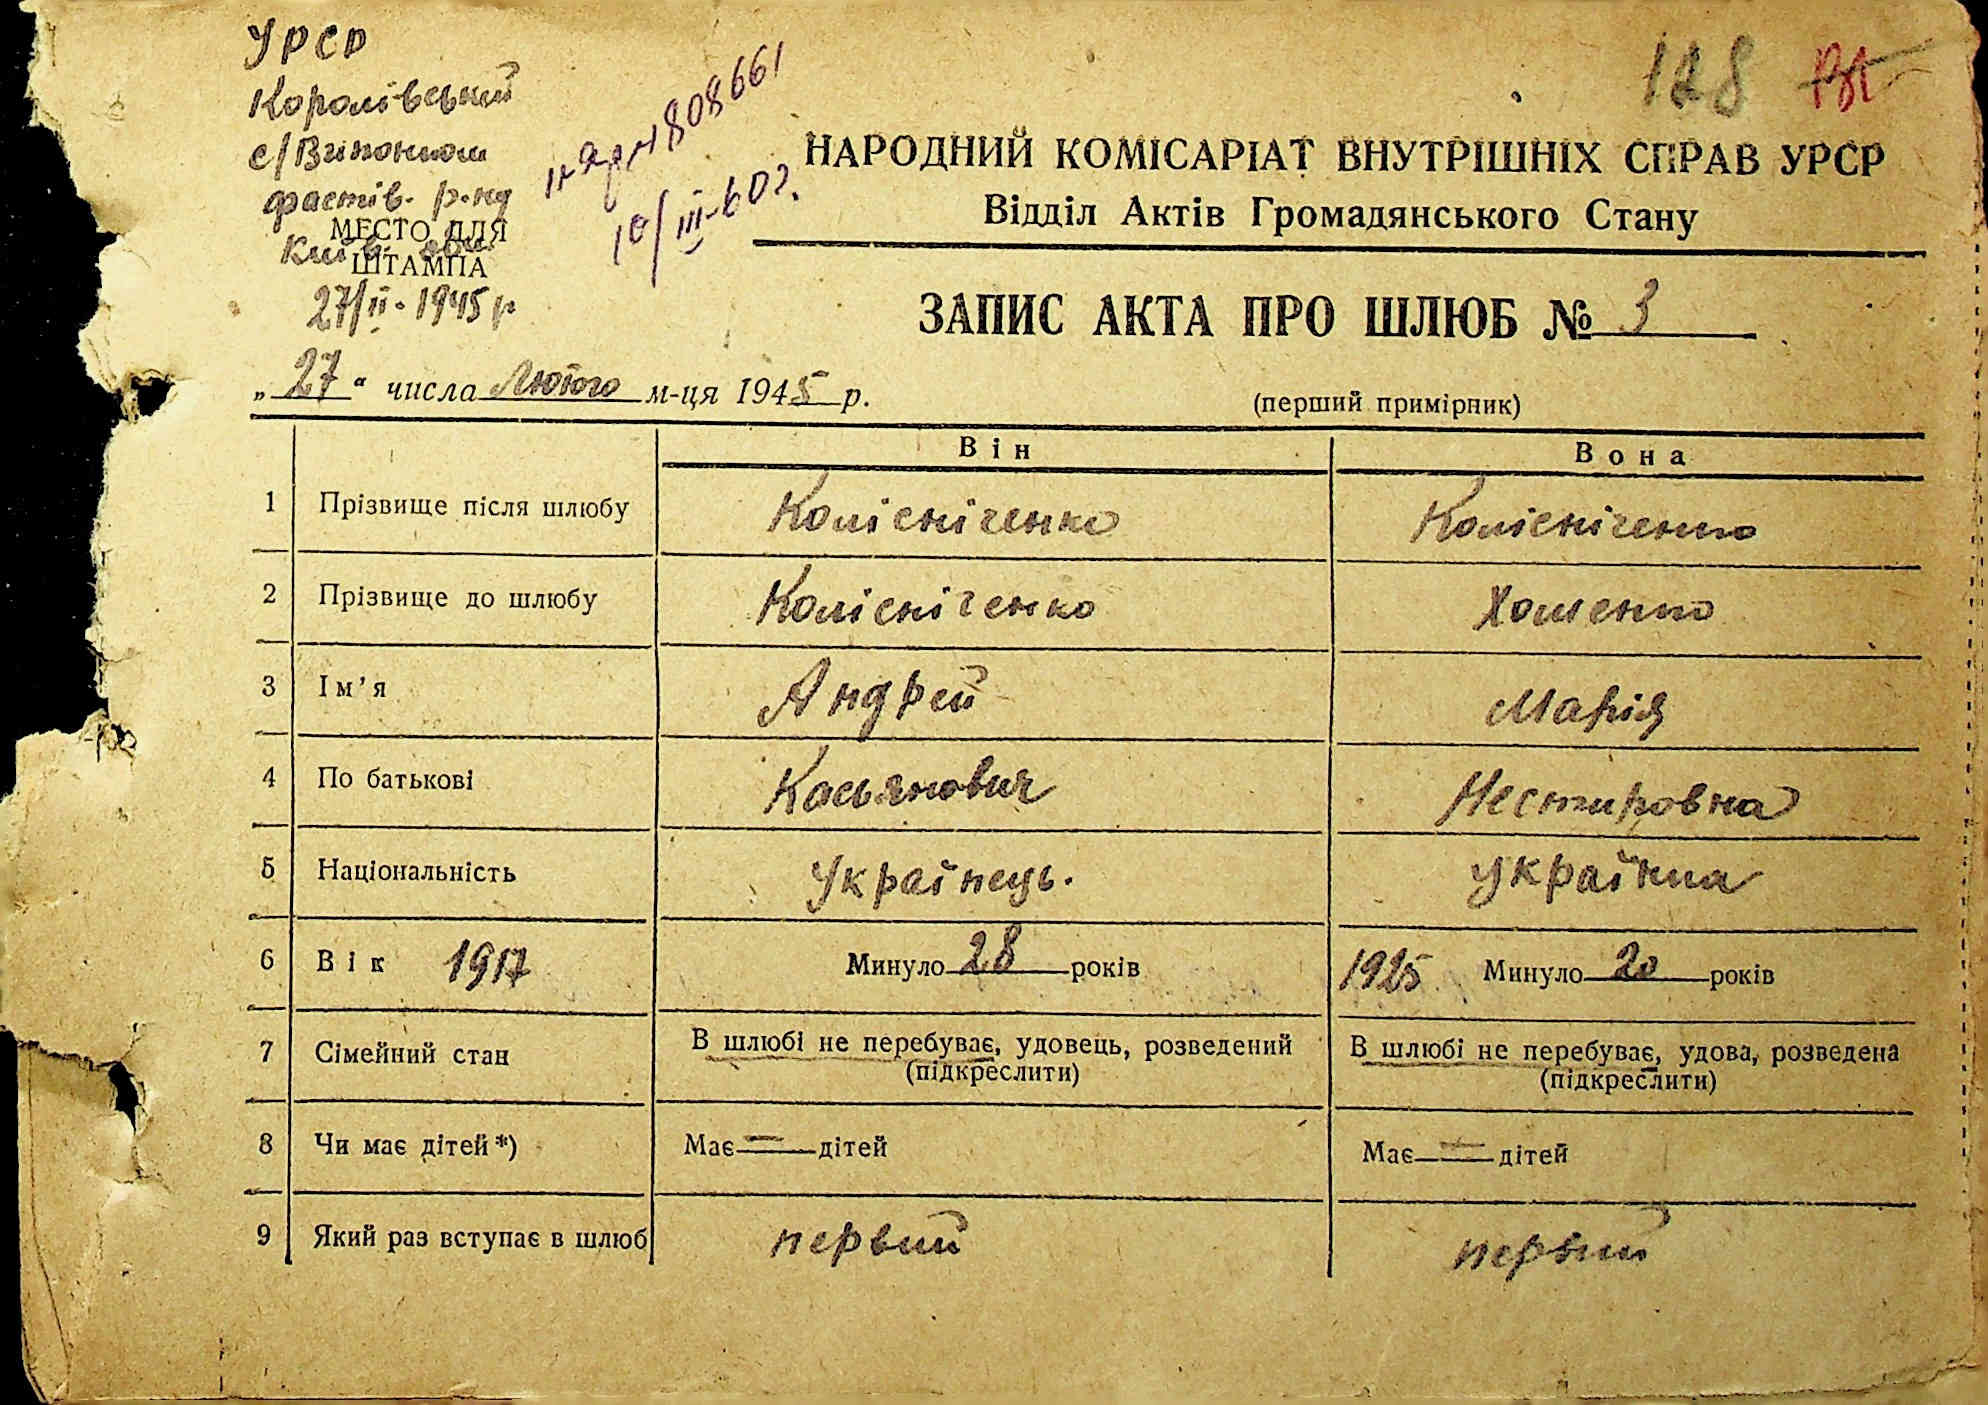 УРСР
Королівський
с/Виконком
фастів. р-ну
МЕСТО ДЛЯ
Київ. обл.
ШТАМПА
27/II-1945 р
808661
10/III-60г.
128
НАРОДНИЙ КОМІСАРІАТ ВНУТРІШНІХ СПРАВ УРСР
Відділ Актів Громадянського Стану
ЗАПИС АКТА ПРО ШЛЮБ № 3
„27“ числа Лютого м-ця 1945 р.
(перший примірник)
Він Вона
1 Прізвище після шлюбу Колісніченко Колісніченко
2 Прізвище до шлюбу Колісніченко Хоменко
3 Ім’я Андрей Марія
4 По батькові Касьянович Нестировна
5 Національність Українець. Українка
6 Вік 1917 Минуло 28 років 1925 Минуло 20 років
7 Сімейний стан В шлюбі не перебуває, удовець, розведений В шлюбі не перебуває, удова, розведена
(підкреслити) (підкреслити)
8 Чи має дітей *) Має = дітей Має = дітей
9 Який раз вступає в шлюб первий первий